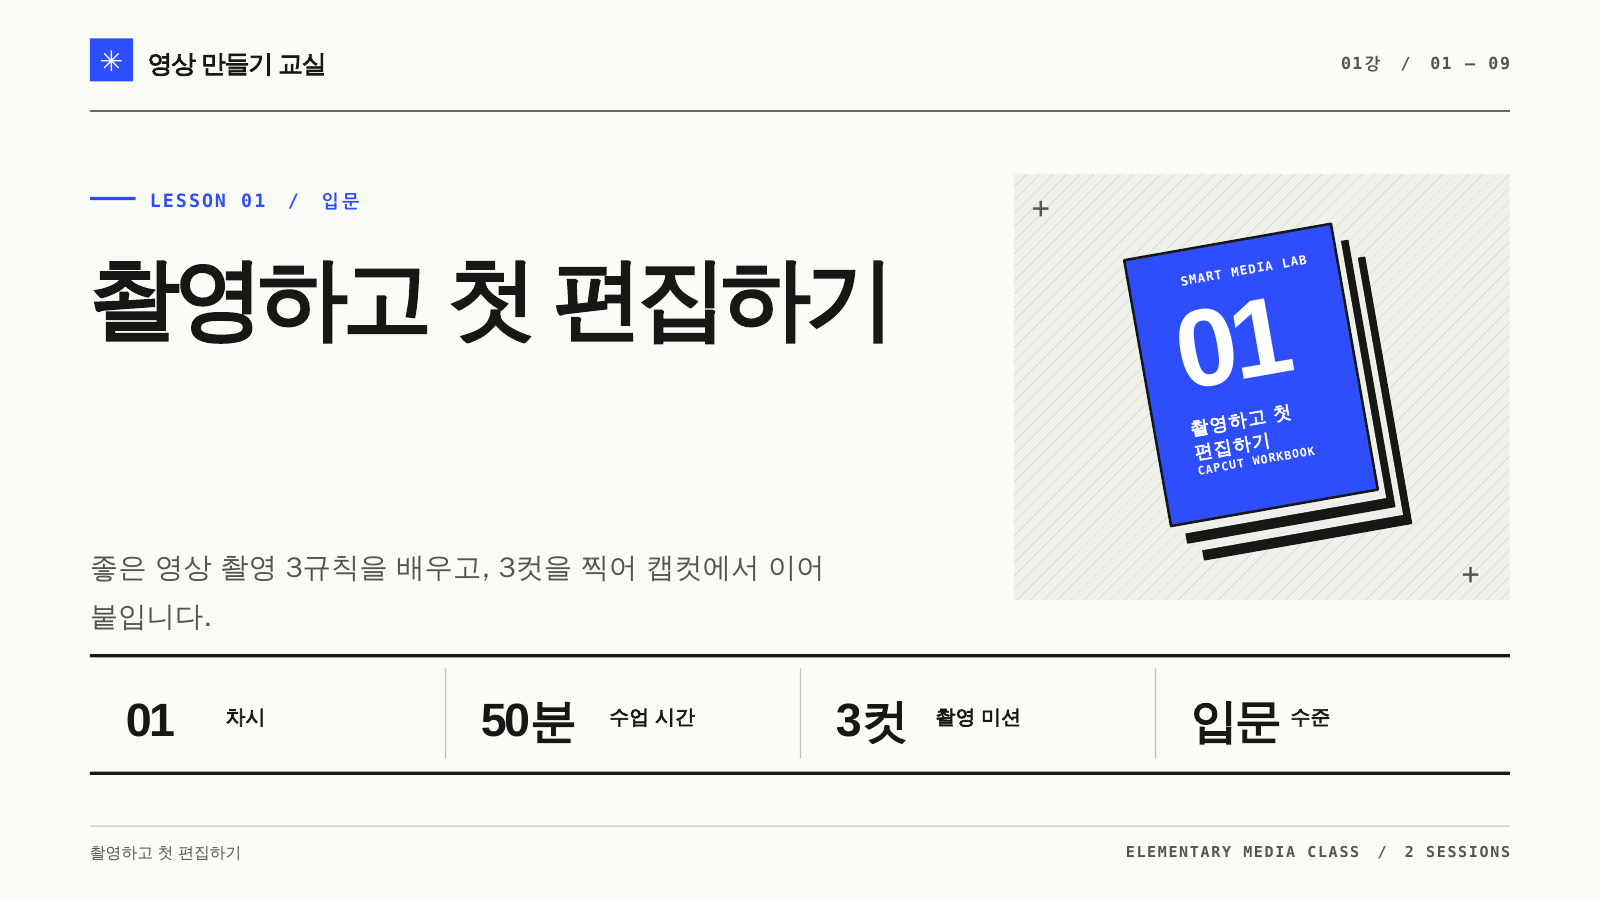 영상 만들기 교실
01강 / 01 — 09
LESSON 01 / 입문
촬영하고 첫 편집하기
SMART MEDIA LAB
01
촬영하고 첫
편집하기
CAPCUT WORKBOOK
좋은 영상 촬영 3규칙을 배우고, 3컷을 찍어 캡컷에서 이어
붙입니다.
01 차시
50분 수업 시간
3컷 촬영 미션
입문 수준
촬영하고 첫 편집하기
ELEMENTARY MEDIA CLASS / 2 SESSIONS